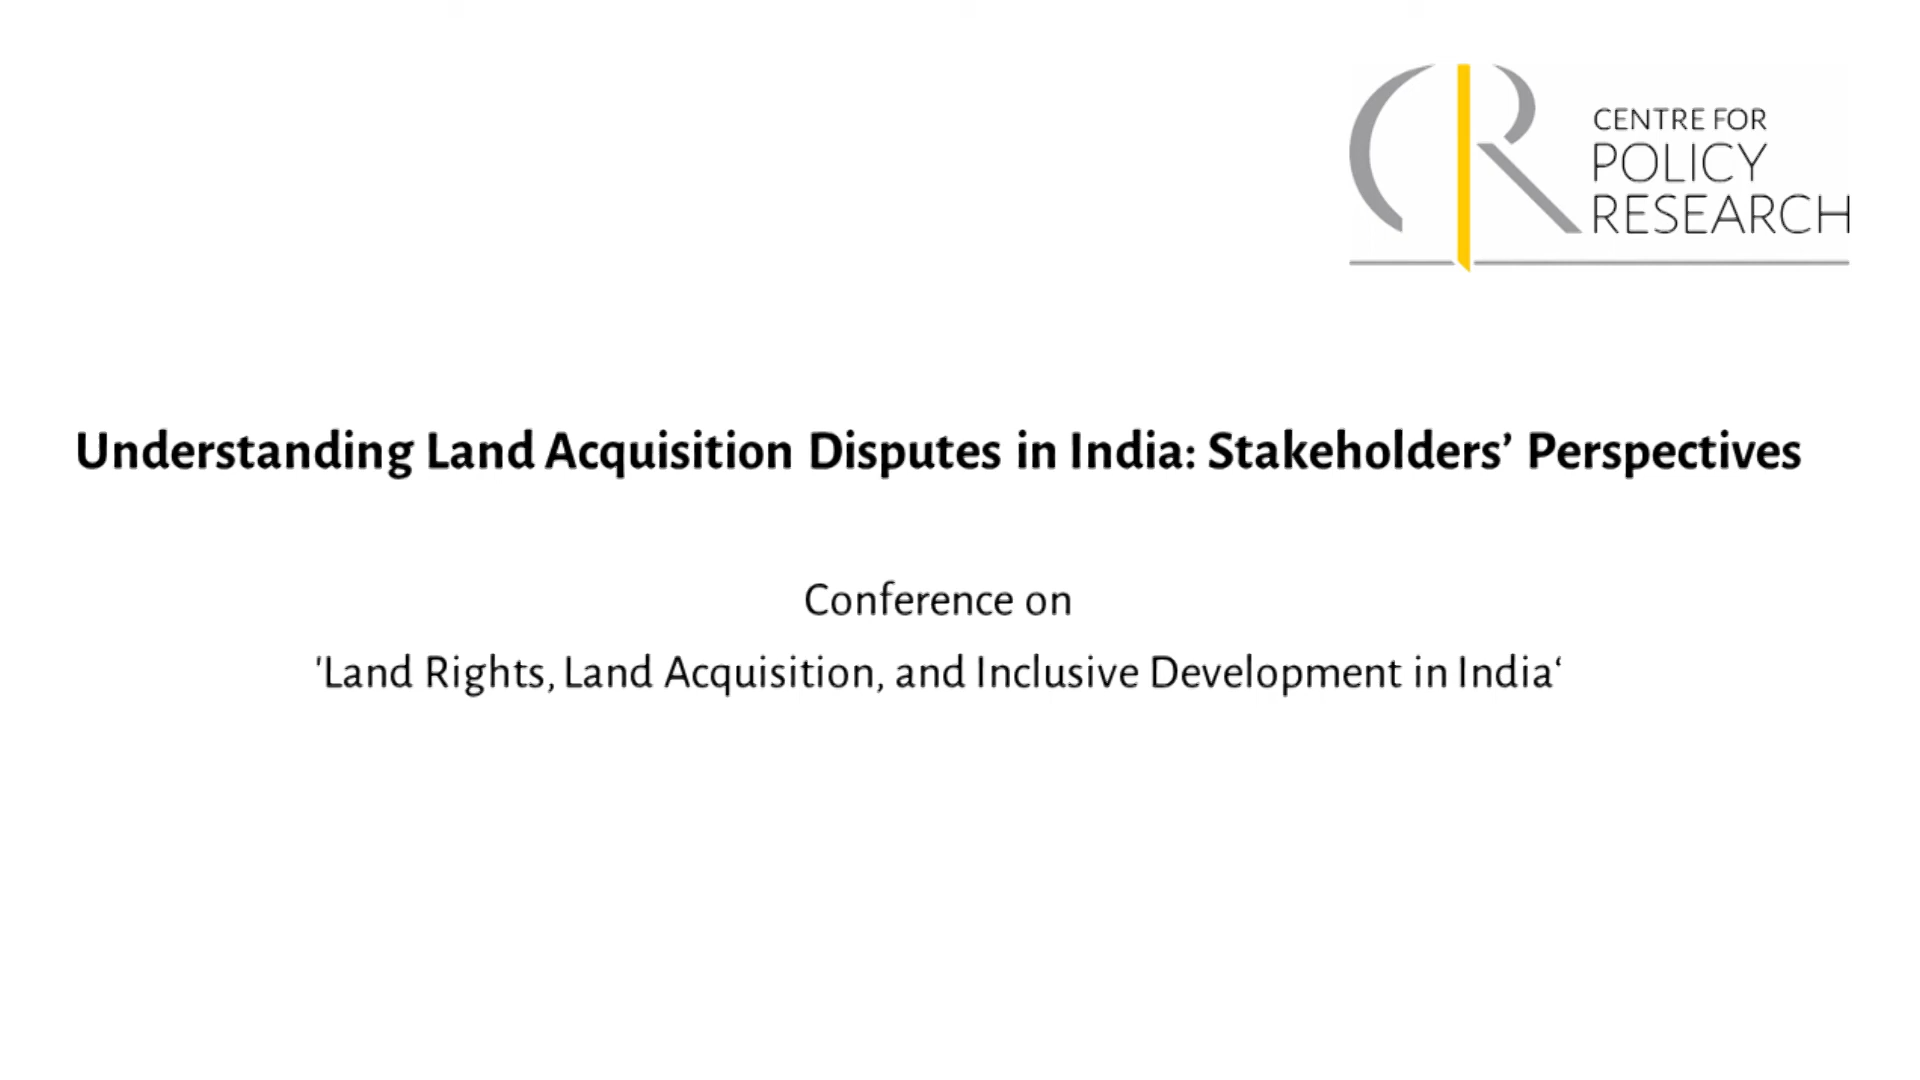 CENTRE FOR
POLICY
RESEARCH
Understanding Land Acquisition Disputes in India: Stakeholders’ Perspectives
Conference on
'Land Rights, Land Acquisition, and Inclusive Development in India‘